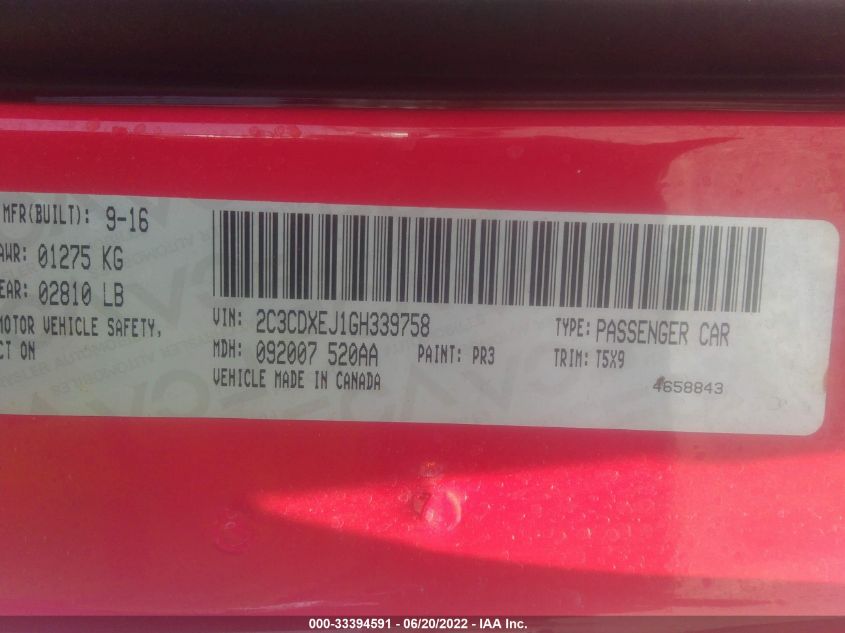 MFR(BUILT): 9-16
AWR: 01275 KG
EAR: 02810 LB
MOTOR VEHICLE SAFETY,
CT ON
VIN: 2C3CDXEJ1GH339758
TYPE: PASSENGER CAR
MDH: 092007 520AA
PAINT: PR3
TRIM: T5X9
VEHICLE MADE IN CANADA
4658843
000-33394591 - 06/20/2022 - IAA Inc.